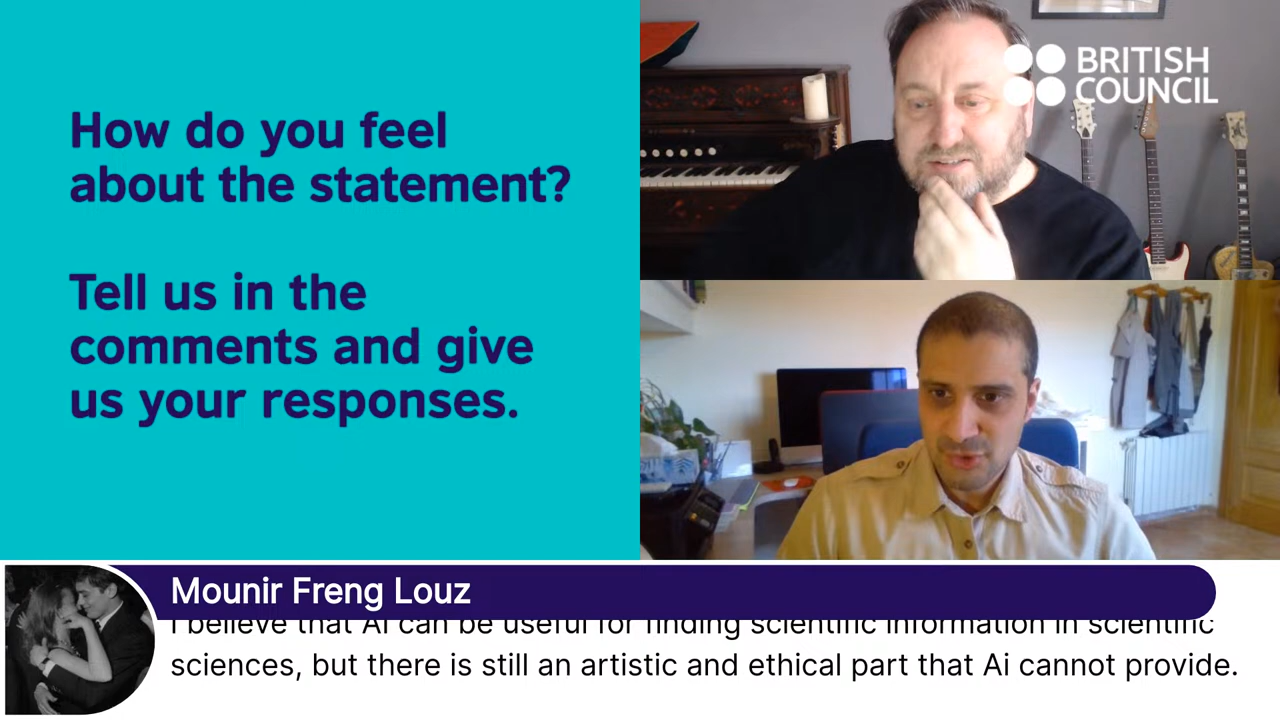 How do you feel
about the statement?
Tell us in the
comments and give
us your responses.
BRITISH
COUNCIL
Mounir Freng Louz
I believe that Ai can be useful for finding scientific information in scientific
sciences, but there is still an artistic and ethical part that Ai cannot provide.